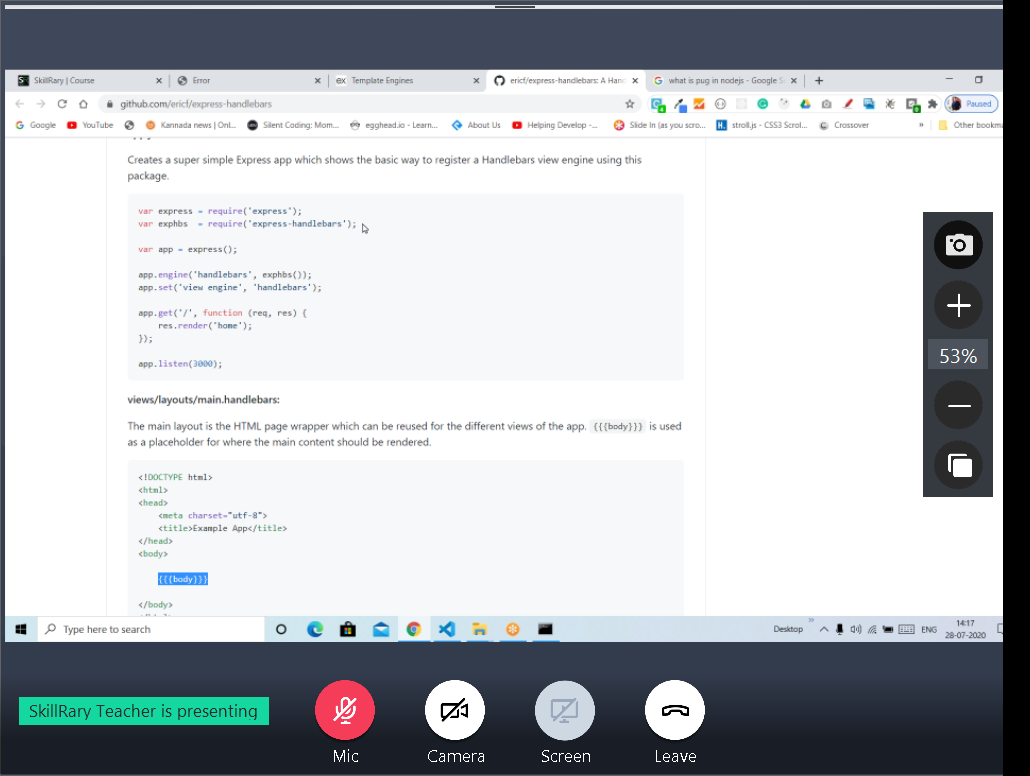 SkillRary | Course
Error
ex Template Engines
ericf/express-handlebars: A Hand
what is pug in nodejs - Google S
github.com/ericf/express-handlebars
Paused
Google YouTube Kannada news | Onl... Silent Coding: Mom... egghead.io - Learn... About Us Helping Develop -... Slide In (as you scro... stroll.js - CSS3 Scrol... Crossover » Other bookma
Creates a super simple Express app which shows the basic way to register a Handlebars view engine using this
package.
var express = require('express');
var exphbs  = require('express-handlebars');
var app = express();
app.engine('handlebars', exphbs());
app.set('view engine', 'handlebars');
app.get('/', function (req, res) {
    res.render('home');
});
app.listen(3000);
53%
views/layouts/main.handlebars:
The main layout is the HTML page wrapper which can be reused for the different views of the app. {{{body}}} is used
as a placeholder for where the main content should be rendered.
<!DOCTYPE html>
<html>
<head>
    <meta charset="utf-8">
    <title>Example App</title>
</head>
<body>
    {{{body}}}
</body>
Type here to search
Desktop » ENG 14:17
28-07-2020
SkillRary Teacher is presenting
Mic Camera Screen Leave